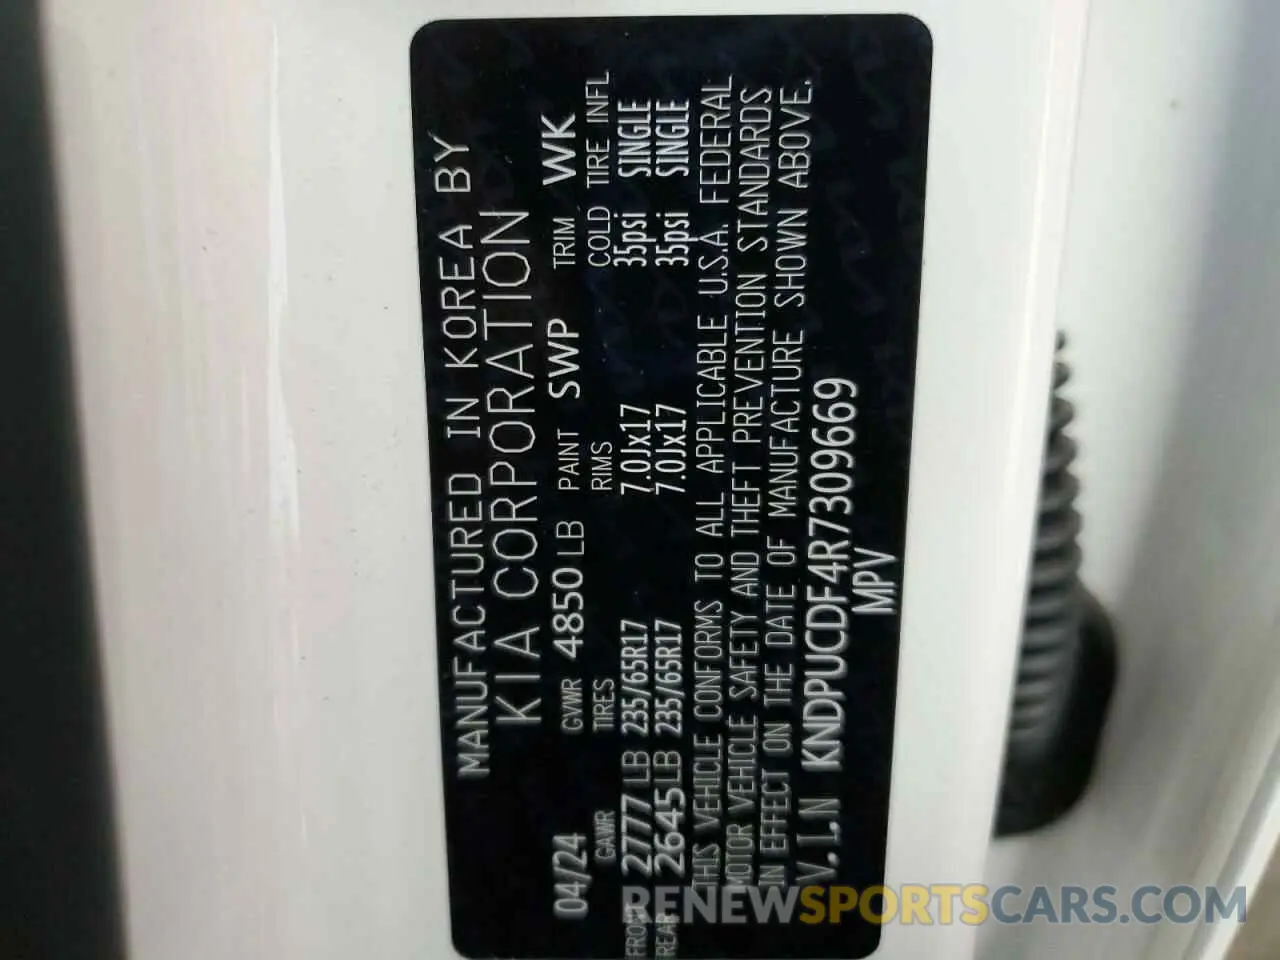 MANUFACTURED IN KOREA BY
KIA CORPORATION
04/24 GVWR 4850 LB PAINT SWP TRIM WK
GAWR TIRES RIMS COLD TIRE INFL
FRONT 2777 LB 235/65R17 7.0Jx17 35psi SINGLE
REAR 2645 LB 235/65R17 7.0Jx17 35psi SINGLE
THIS VEHICLE CONFORMS TO ALL APPLICABLE U.S.A. FEDERAL
MOTOR VEHICLE SAFETY AND THEFT PREVENTION STANDARDS
IN EFFECT ON THE DATE OF MANUFACTURE SHOWN ABOVE.
V.I.N KNDPUCDF4R7309669
MPV
RENEWSPORTSCARS.COM